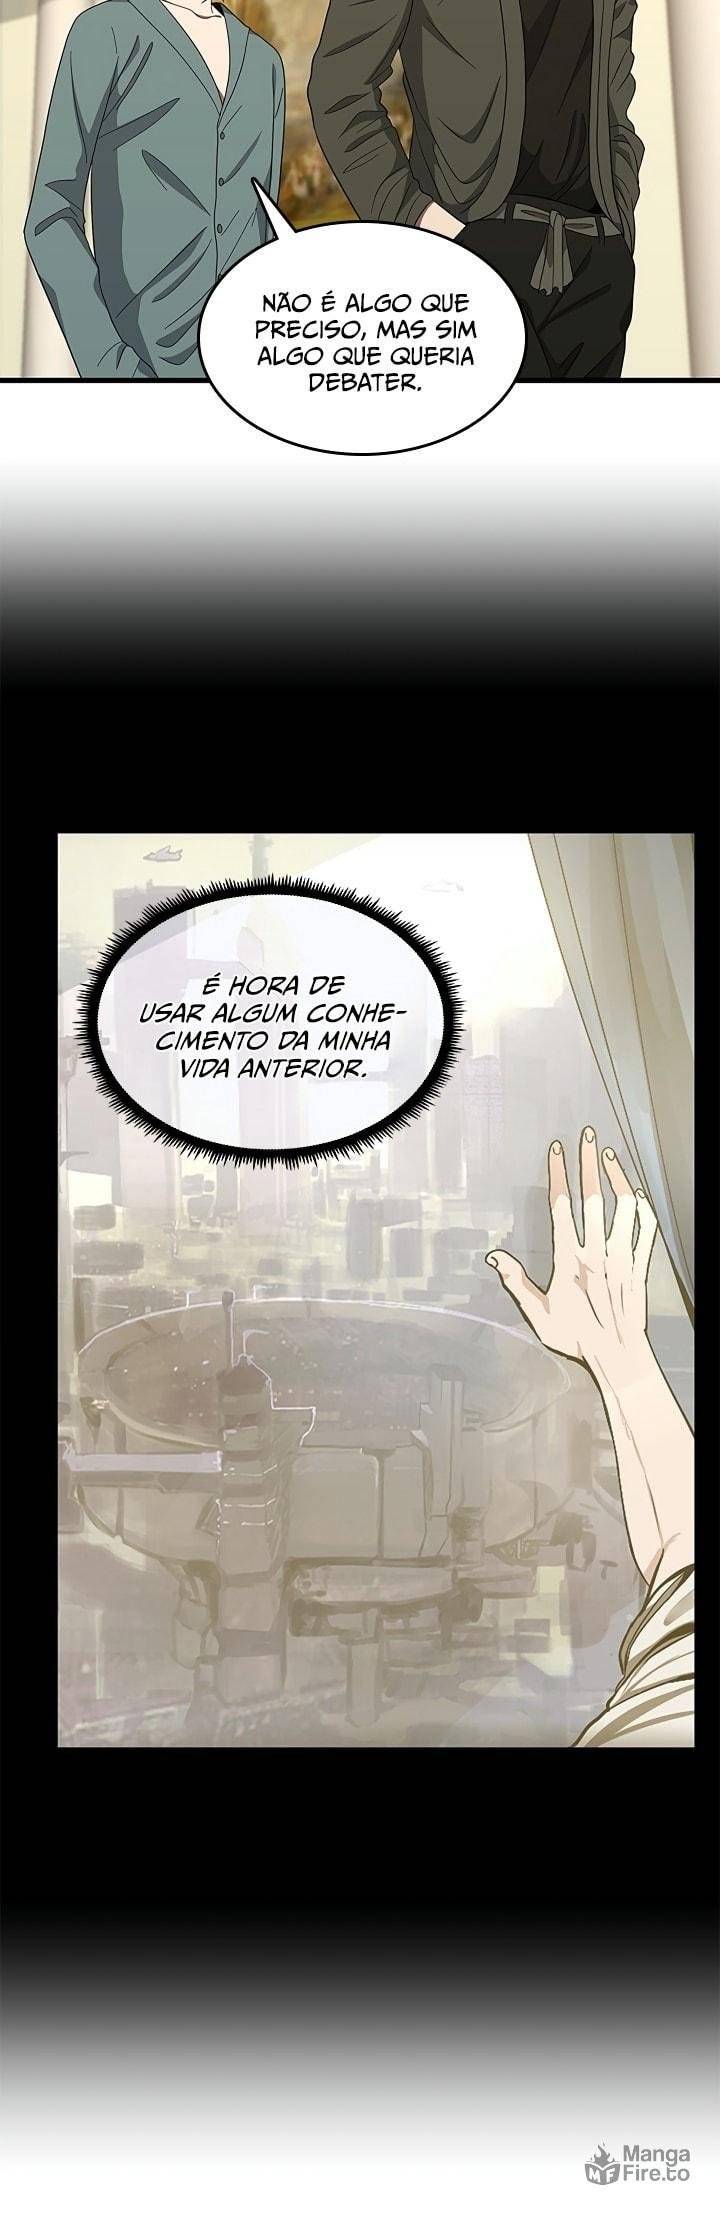 NÃO É ALGO QUE
PRECISO, MAS SIM
ALGO QUE QUERIA
DEBATER.
É HORA DE
USAR ALGUM CONHE-
CIMENTO DA MINHA
VIDA ANTERIOR.
Manga
MF Fire.to